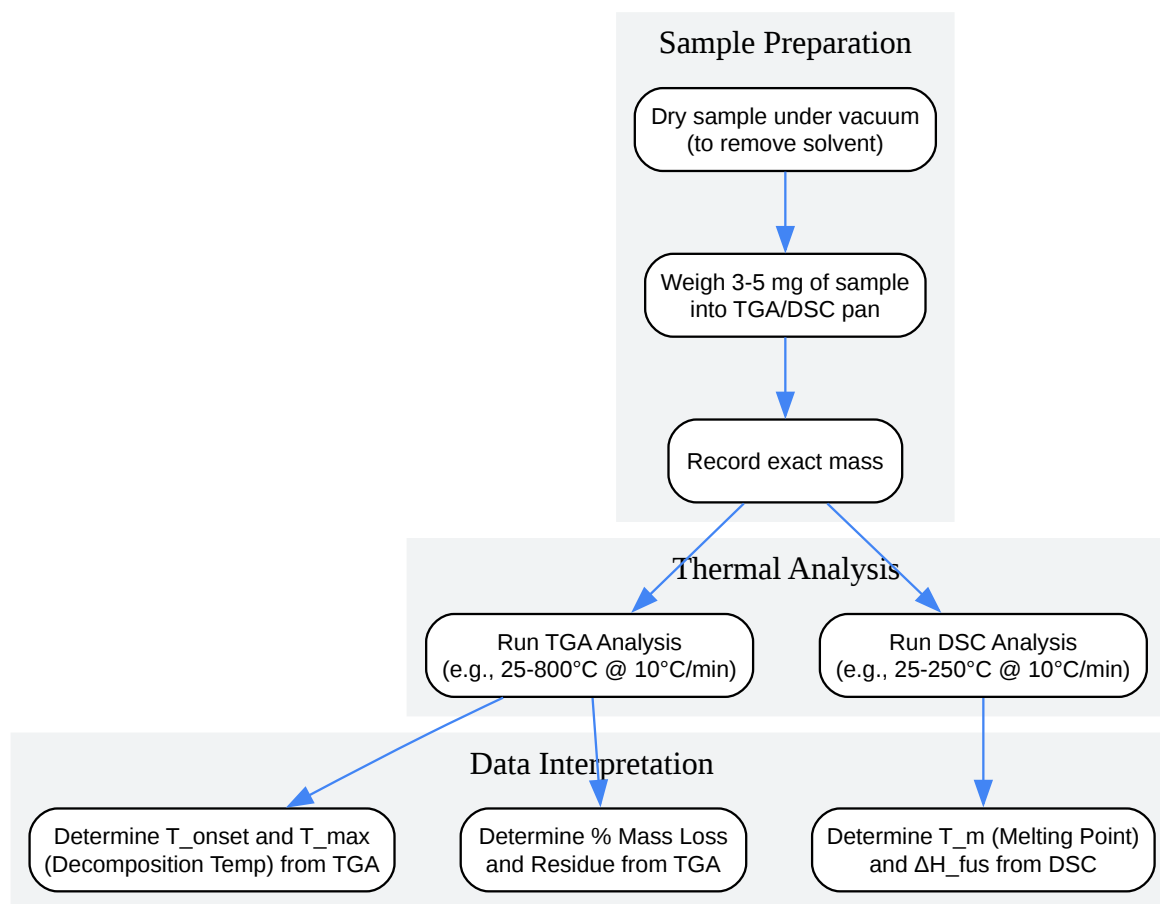 Sample Preparation
Dry sample under vacuum
(to remove solvent)
Weigh 3-5 mg of sample
into TGA/DSC pan
Record exact mass
Thermal Analysis
Run TGA Analysis
(e.g., 25-800°C @ 10°C/min)
Run DSC Analysis
(e.g., 25-250°C @ 10°C/min)
Data Interpretation
Determine T_onset and T_max
(Decomposition Temp) from TGA
Determine % Mass Loss
and Residue from TGA
Determine T_m (Melting Point)
and ΔH_fus from DSC